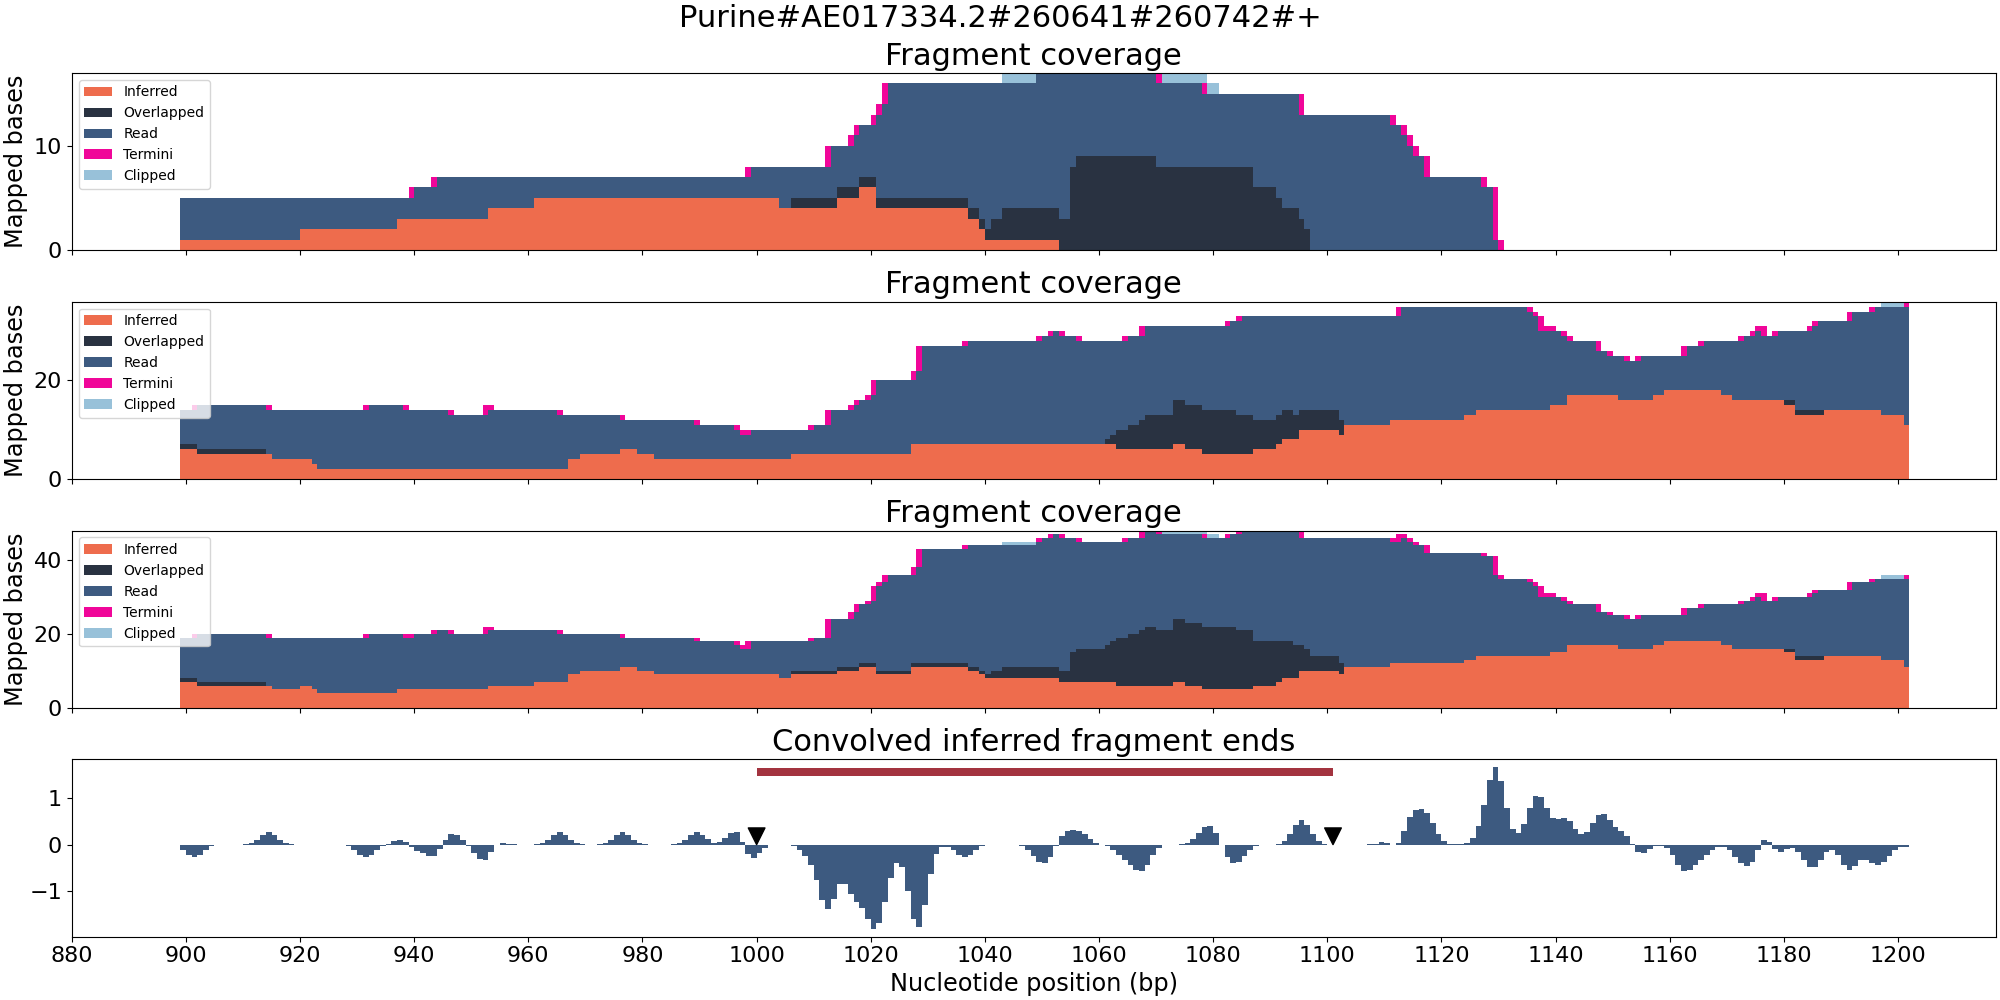 Purine#AE017334.2#260641#260742#+
Fragment coverage
Mapped bases
10
0
Inferred
Overlapped
Read
Termini
Clipped
Fragment coverage
Mapped bases
20
0
Inferred
Overlapped
Read
Termini
Clipped
Fragment coverage
Mapped bases
40
20
0
Inferred
Overlapped
Read
Termini
Clipped
Convolved inferred fragment ends
1
0
−1
880 900 920 940 960 980 1000 1020 1040 1060 1080 1100 1120 1140 1160 1180 1200
Nucleotide position (bp)